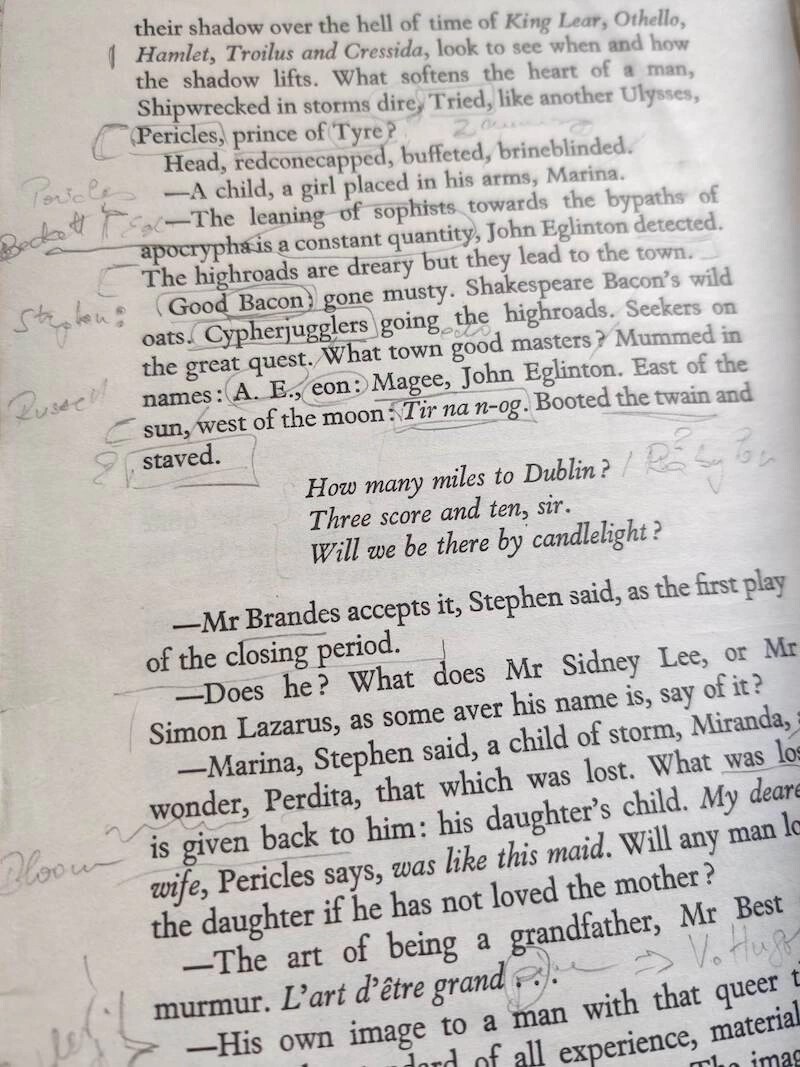 their shadow over the hell of time of King Lear, Othello,
Hamlet, Troilus and Cressida, look to see when and how
the shadow lifts. What softens the heart of a man,
Shipwrecked in storms dire, Tried, like another Ulysses,
Pericles, prince of Tyre?
Head, redconecapped, buffeted, brineblinded.
—A child, a girl placed in his arms, Marina.
Pericles
—The leaning of sophists towards the bypaths of
Beckett
apocrypha is a constant quantity, John Eglinton detected.
The highroads are dreary but they lead to the town.
Good Bacon: gone musty. Shakespeare Bacon's wild
Stephen:
oats. Cypherjugglers going the highroads. Seekers on
the great quest. What town good masters? Mummed in
names: A. E., eon: Magee, John Eglinton. East of the
Russell
sun, west of the moon: Tir na n-og. Booted the twain and
staved.
How many miles to Dublin?
Three score and ten, sir.
Will we be there by candlelight?
—Mr Brandes accepts it, Stephen said, as the first play
of the closing period.
—Does he? What does Mr Sidney Lee, or Mr
Simon Lazarus, as some aver his name is, say of it?
—Marina, Stephen said, a child of storm, Miranda,
wonder, Perdita, that which was lost. What was los
is given back to him: his daughter's child. My deare
Bloom
wife, Pericles says, was like this maid. Will any man lo
the daughter if he has not loved the mother?
—The art of being a grandfather, Mr Best
murmur. L'art d'être grand . . . V. Hugo
—His own image to a man with that queer t
of all experience, material
The imag